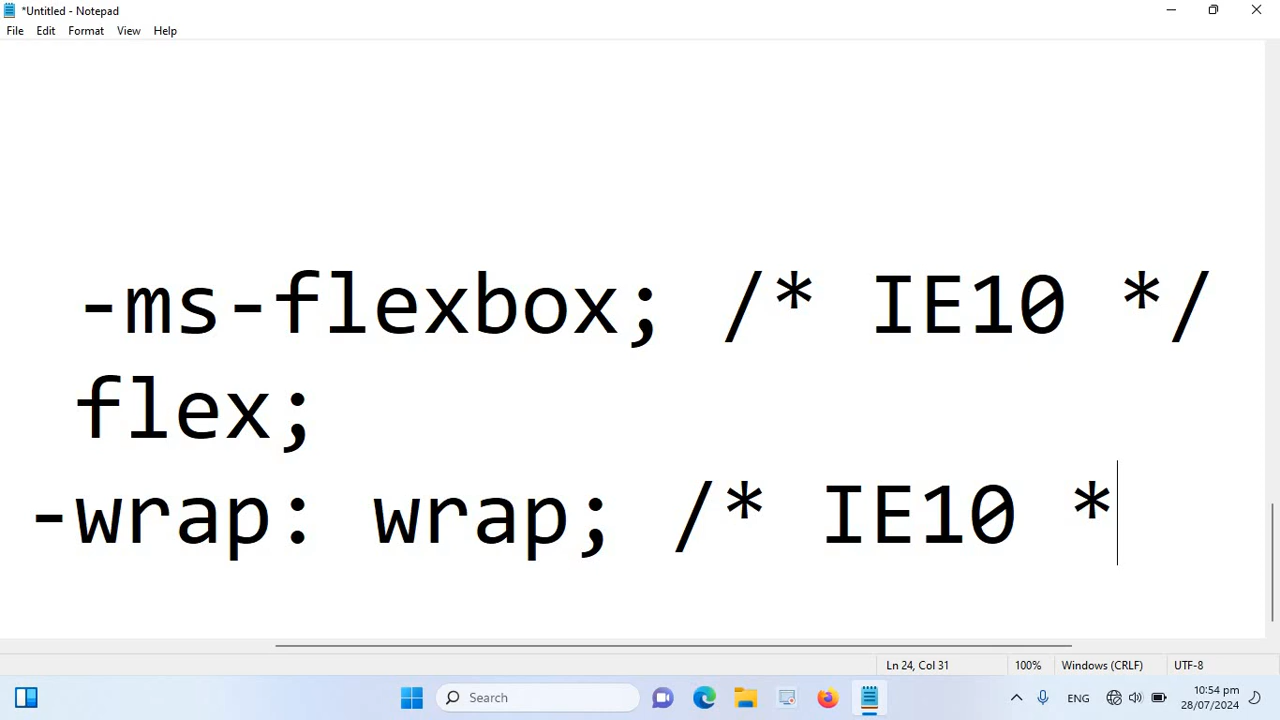 *Untitled - Notepad
File Edit Format View Help
-ms-flexbox; /* IE10 */
flex;
-wrap: wrap; /* IE10 *
Ln 24, Col 31 100% Windows (CRLF) UTF-8
Search ENG 10:54 pm
28/07/2024